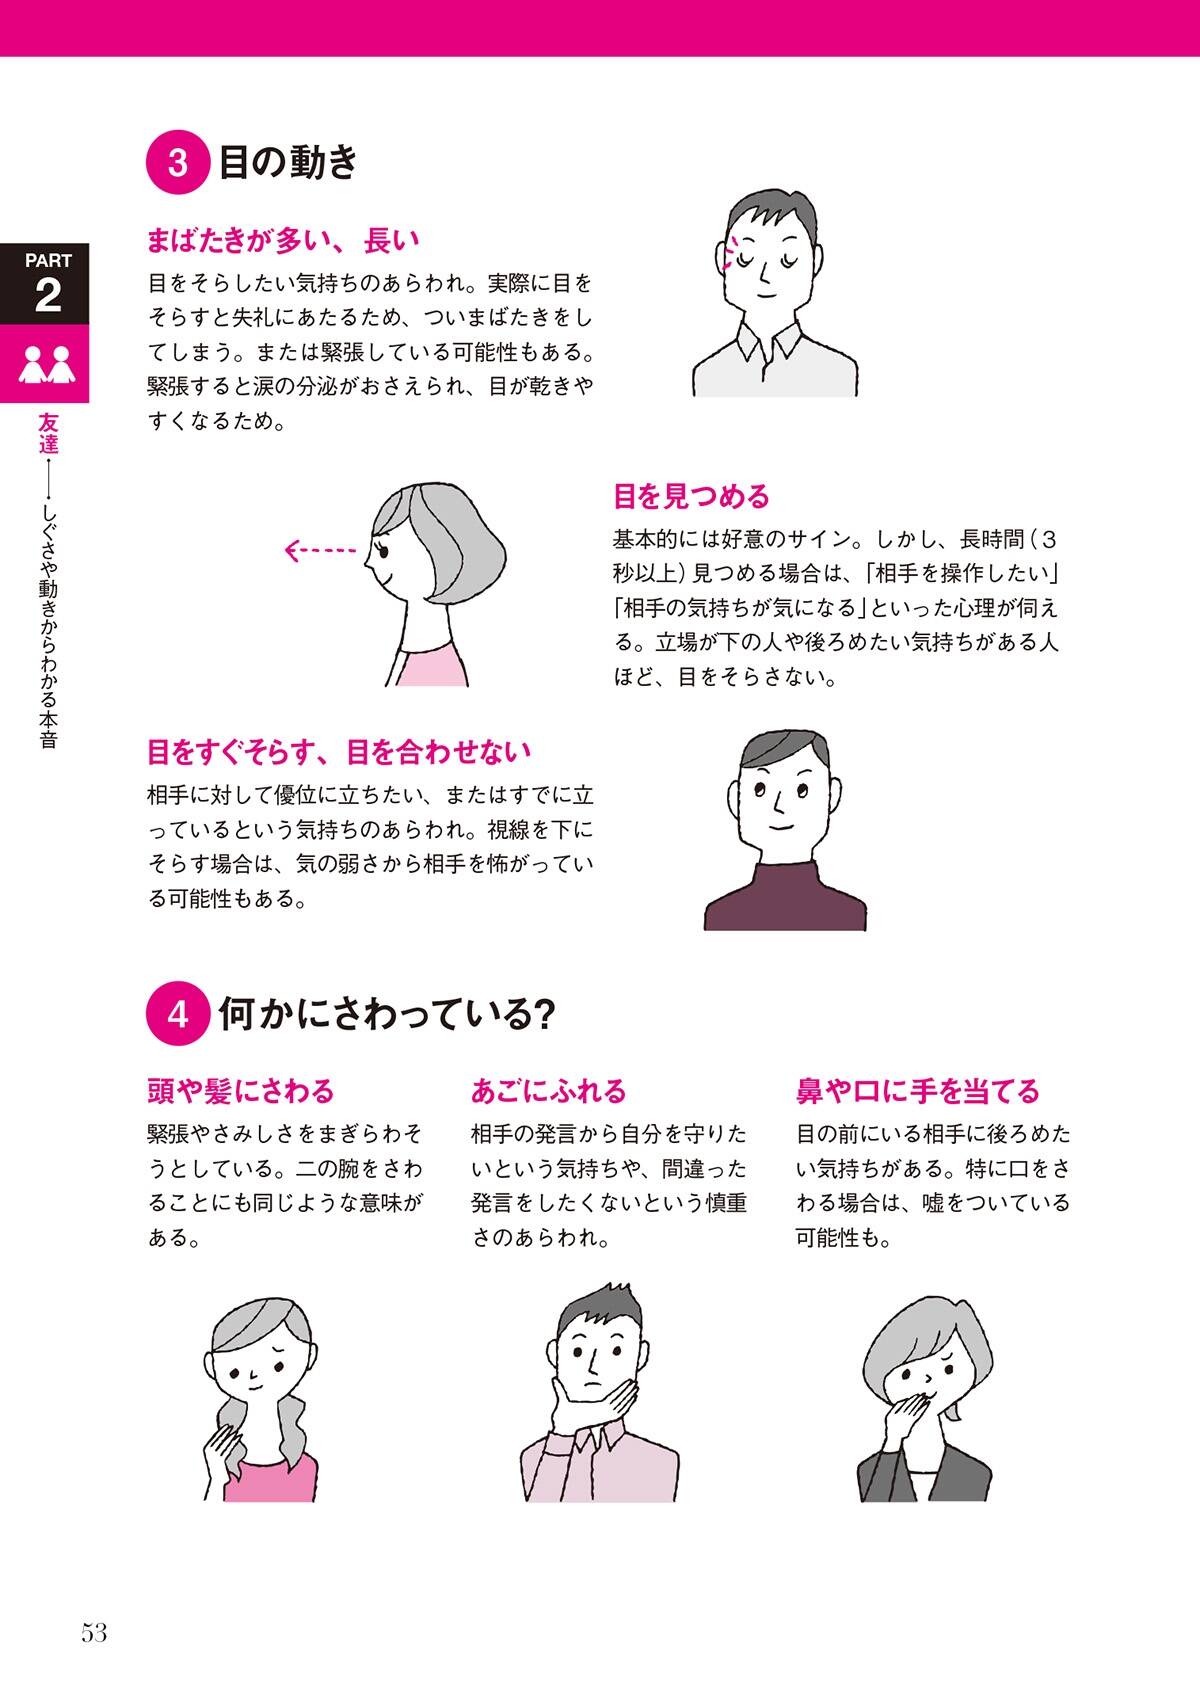 3 目の動き
まばたきが多い、長い
目をそらしたい気持ちのあらわれ。実際に目を
そらすと失礼にあたるため、ついまばたきをし
てしまう。または緊張している可能性もある。
緊張すると涙の分泌がおさえられ、目が乾きや
すくなるため。
PART
2
友達——しぐさや動きからわかる本音
目を見つめる
基本的には好意のサイン。しかし、長時間(3
秒以上)見つめる場合は、「相手を操作したい」
「相手の気持ちが気になる」といった心理が伺え
る。立場が下の人や後ろめたい気持ちがある人
ほど、目をそらさない。
目をすぐそらす、目を合わせない
相手に対して優位に立ちたい、またはすでに立
っているという気持ちのあらわれ。視線を下に
そらす場合は、気の弱さから相手を怖がってい
る可能性もある。
4 何かにさわっている?
頭や髪にさわる
緊張やさみしさをまぎらわそ
うとしている。二の腕をさわ
ることにも同じような意味が
ある。
あごにふれる
相手の発言から自分を守りた
いという気持ちや、間違った
発言をしたくないという慎重
さのあらわれ。
鼻や口に手を当てる
目の前にいる相手に後ろめた
い気持ちがある。特に口をさ
わる場合は、嘘をついている
可能性も。
53